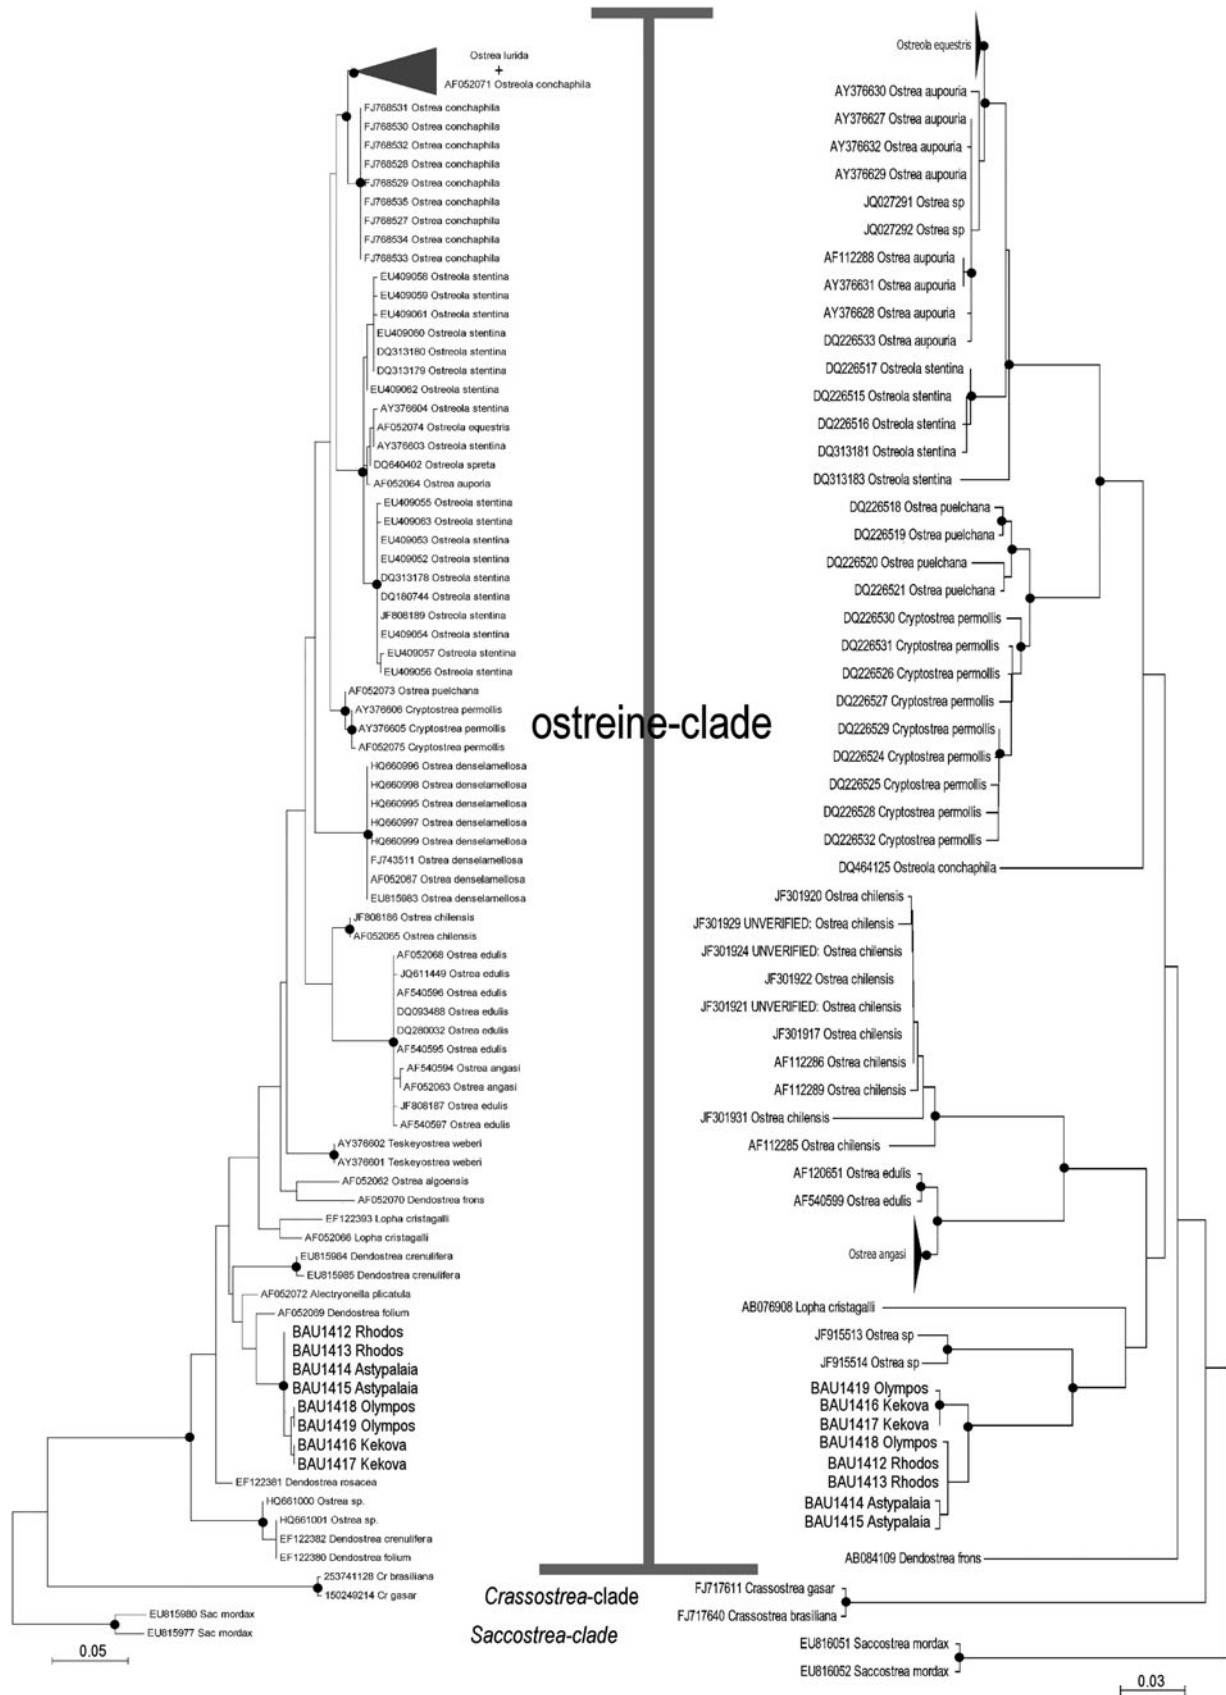 Ostrea lurida
+
AF052071 Ostreola conchaphila
FJ768531 Ostrea conchaphila
FJ768530 Ostrea conchaphila
FJ768532 Ostrea conchaphila
FJ768528 Ostrea conchaphila
FJ768529 Ostrea conchaphila
FJ768535 Ostrea conchaphila
FJ768527 Ostrea conchaphila
FJ768534 Ostrea conchaphila
FJ768533 Ostrea conchaphila
EU409058 Ostreola stentina
EU409059 Ostreola stentina
EU409061 Ostreola stentina
EU409060 Ostreola stentina
DQ313180 Ostreola stentina
DQ313179 Ostreola stentina
EU409062 Ostreola stentina
AY376604 Ostreola stentina
AF052074 Ostreola equestris
AY376603 Ostreola stentina
DQ640402 Ostreola spreta
AF052064 Ostrea auporia
EU409055 Ostreola stentina
EU409063 Ostreola stentina
EU409053 Ostreola stentina
EU409052 Ostreola stentina
DQ313178 Ostreola stentina
DQ180744 Ostreola stentina
JF808189 Ostreola stentina
EU409054 Ostreola stentina
EU409057 Ostreola stentina
EU409056 Ostreola stentina
AF052073 Ostrea puelchana
AY376606 Cryptostrea permollis
AY376605 Cryptostrea permollis
AF052075 Cryptostrea permollis
HQ660996 Ostrea denselamellosa
HQ660998 Ostrea denselamellosa
HQ660995 Ostrea denselamellosa
HQ660997 Ostrea denselamellosa
HQ660999 Ostrea denselamellosa
FJ743511 Ostrea denselamellosa
AF052067 Ostrea denselamellosa
EU815983 Ostrea denselamellosa
JF808186 Ostrea chilensis
AF052065 Ostrea chilensis
AF052068 Ostrea edulis
JQ611449 Ostrea edulis
AF540596 Ostrea edulis
DQ093488 Ostrea edulis
DQ280032 Ostrea edulis
AF540595 Ostrea edulis
AF540594 Ostrea angasi
AF052063 Ostrea angasi
JF808187 Ostrea edulis
AF540597 Ostrea edulis
AY376602 Teskeyostrea weberi
AY376601 Teskeyostrea weberi
AF052062 Ostrea algoensis
AF052070 Dendostrea frons
EF122393 Lopha cristagalli
AF052066 Lopha cristagalli
EU815984 Dendostrea crenulifera
EU815985 Dendostrea crenulifera
AF052072 Alectryonella plicatula
AF052069 Dendostrea folium
BAU1412 Rhodos
BAU1413 Rhodos
BAU1414 Astypalaia
BAU1415 Astypalaia
BAU1418 Olympos
BAU1419 Olympos
BAU1416 Kekova
BAU1417 Kekova
EF122381 Dendostrea rosacea
HQ661000 Ostrea sp.
HQ661001 Ostrea sp.
EF122382 Dendostrea crenulifera
EF122380 Dendostrea folium
253741128 Cr brasiliana
150249214 Cr gasar
EU815980 Sac mordax
EU815977 Sac mordax
0.05
ostreine-clade
Crassostrea-clade
Saccostrea-clade
Ostreola equestris
AY376630 Ostrea aupouria
AY376627 Ostrea aupouria
AY376632 Ostrea aupouria
AY376629 Ostrea aupouria
JQ027291 Ostrea sp
JQ027292 Ostrea sp
AF112288 Ostrea aupouria
AY376631 Ostrea aupouria
AY376628 Ostrea aupouria
DQ226533 Ostrea aupouria
DQ226517 Ostreola stentina
DQ226515 Ostreola stentina
DQ226516 Ostreola stentina
DQ313181 Ostreola stentina
DQ313183 Ostreola stentina
DQ226518 Ostrea puelchana
DQ226519 Ostrea puelchana
DQ226520 Ostrea puelchana
DQ226521 Ostrea puelchana
DQ226530 Cryptostrea permollis
DQ226531 Cryptostrea permollis
DQ226526 Cryptostrea permollis
DQ226527 Cryptostrea permollis
DQ226529 Cryptostrea permollis
DQ226524 Cryptostrea permollis
DQ226525 Cryptostrea permollis
DQ226528 Cryptostrea permollis
DQ226532 Cryptostrea permollis
DQ464125 Ostreola conchaphila
JF301920 Ostrea chilensis
JF301929 UNVERIFIED: Ostrea chilensis
JF301924 UNVERIFIED: Ostrea chilensis
JF301922 Ostrea chilensis
JF301921 UNVERIFIED: Ostrea chilensis
JF301917 Ostrea chilensis
AF112286 Ostrea chilensis
AF112289 Ostrea chilensis
JF301931 Ostrea chilensis
AF112285 Ostrea chilensis
AF120651 Ostrea edulis
AF540599 Ostrea edulis
Ostrea angasi
AB076908 Lopha cristagalli
JF915513 Ostrea sp
JF915514 Ostrea sp
BAU1419 Olympos
BAU1416 Kekova
BAU1417 Kekova
BAU1418 Olympos
BAU1412 Rhodos
BAU1413 Rhodos
BAU1414 Astypalaia
BAU1415 Astypalaia
AB084109 Dendostrea frons
FJ717611 Crassostrea gasar
FJ717640 Crassostrea brasiliana
EU816051 Saccostrea mordax
EU816052 Saccostrea mordax
0.03